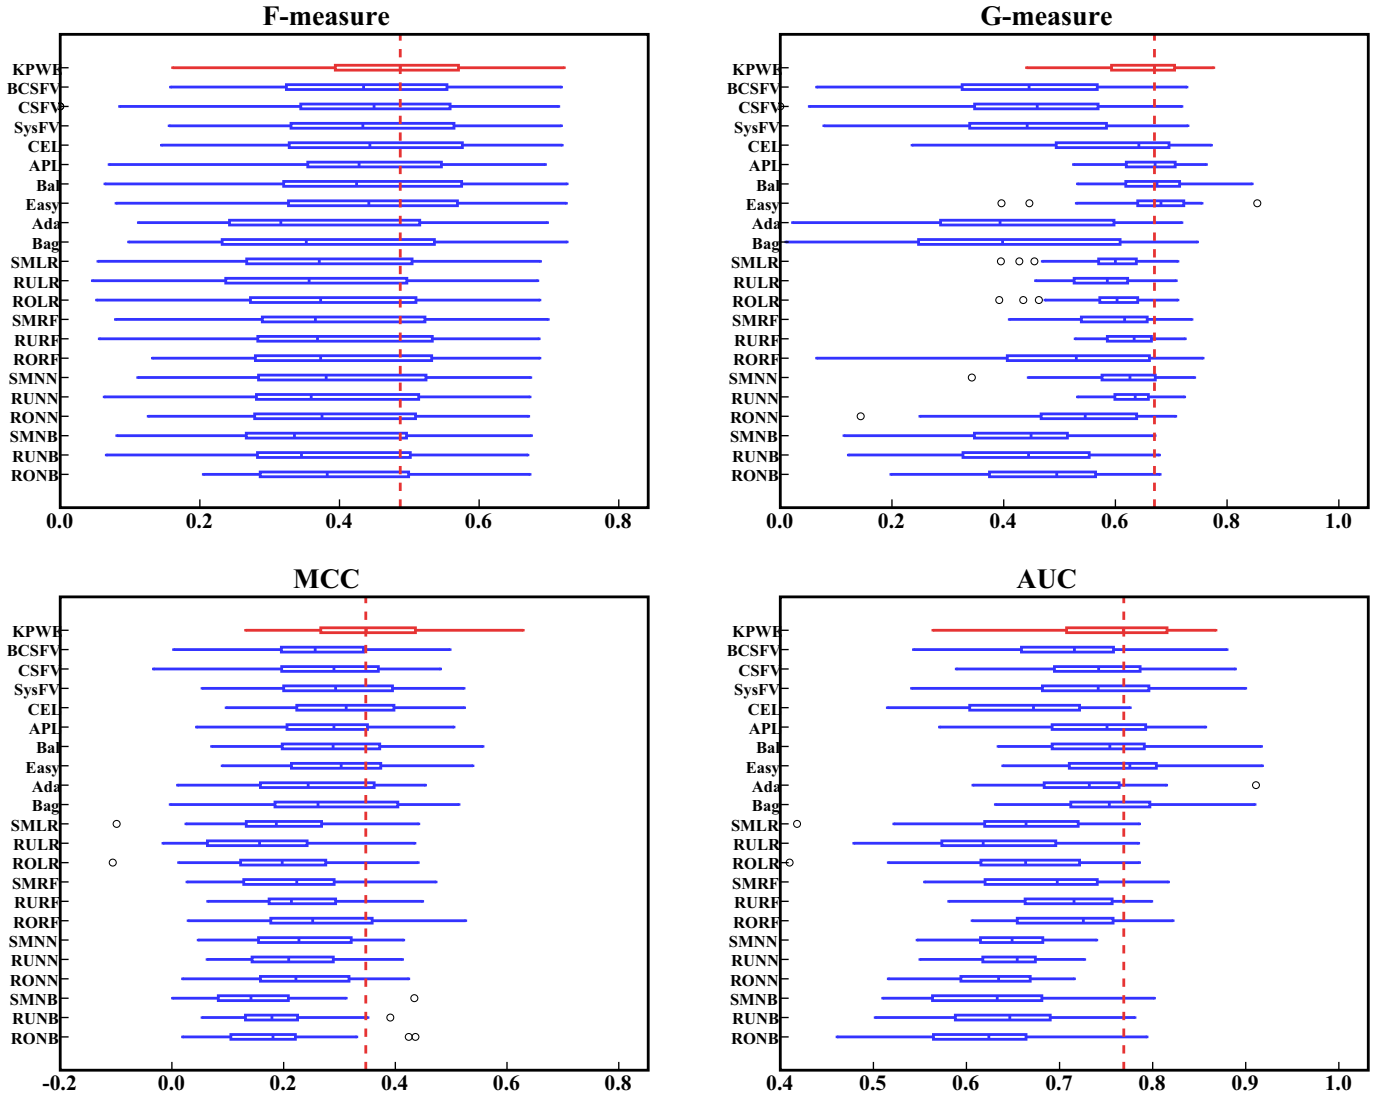 F-measure
KPWE
BCSFV
CSFV
SysFV
CEL
APL
Bal
Easy
Ada
Bag
SMLR
RULR
ROLR
SMRF
RURF
RORF
SMNN
RUNN
RONN
SMNB
RUNB
RONB
0.0 0.2 0.4 0.6 0.8
G-measure
KPWE
BCSFV
CSFV
SysFV
CEL
APL
Bal
Easy
Ada
Bag
SMLR
RULR
ROLR
SMRF
RURF
RORF
SMNN
RUNN
RONN
SMNB
RUNB
RONB
0.0 0.2 0.4 0.6 0.8 1.0
MCC
KPWE
BCSFV
CSFV
SysFV
CEL
APL
Bal
Easy
Ada
Bag
SMLR
RULR
ROLR
SMRF
RURF
RORF
SMNN
RUNN
RONN
SMNB
RUNB
RONB
-0.2 0.0 0.2 0.4 0.6 0.8
AUC
KPWE
BCSFV
CSFV
SysFV
CEL
APL
Bal
Easy
Ada
Bag
SMLR
RULR
ROLR
SMRF
RURF
RORF
SMNN
RUNN
RONN
SMNB
RUNB
RONB
0.4 0.5 0.6 0.7 0.8 0.9 1.0